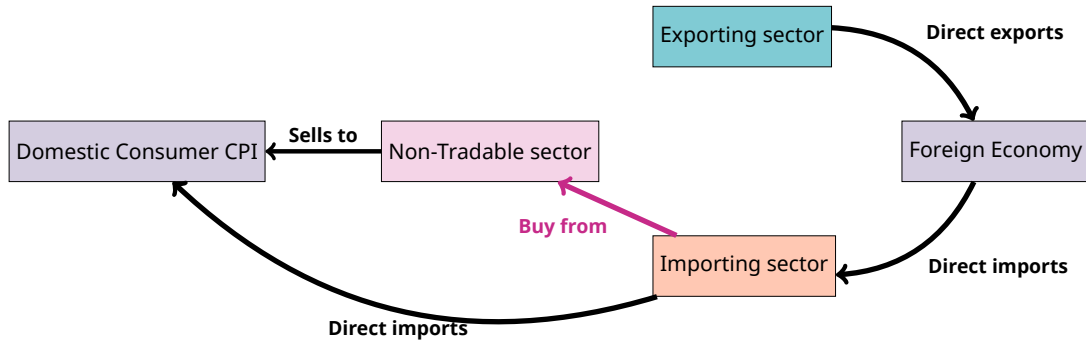 Exporting sector
Direct exports
Domestic Consumer CPI
Sells to
Non-Tradable sector
Foreign Economy
Buy from
Importing sector
Direct imports
Direct imports